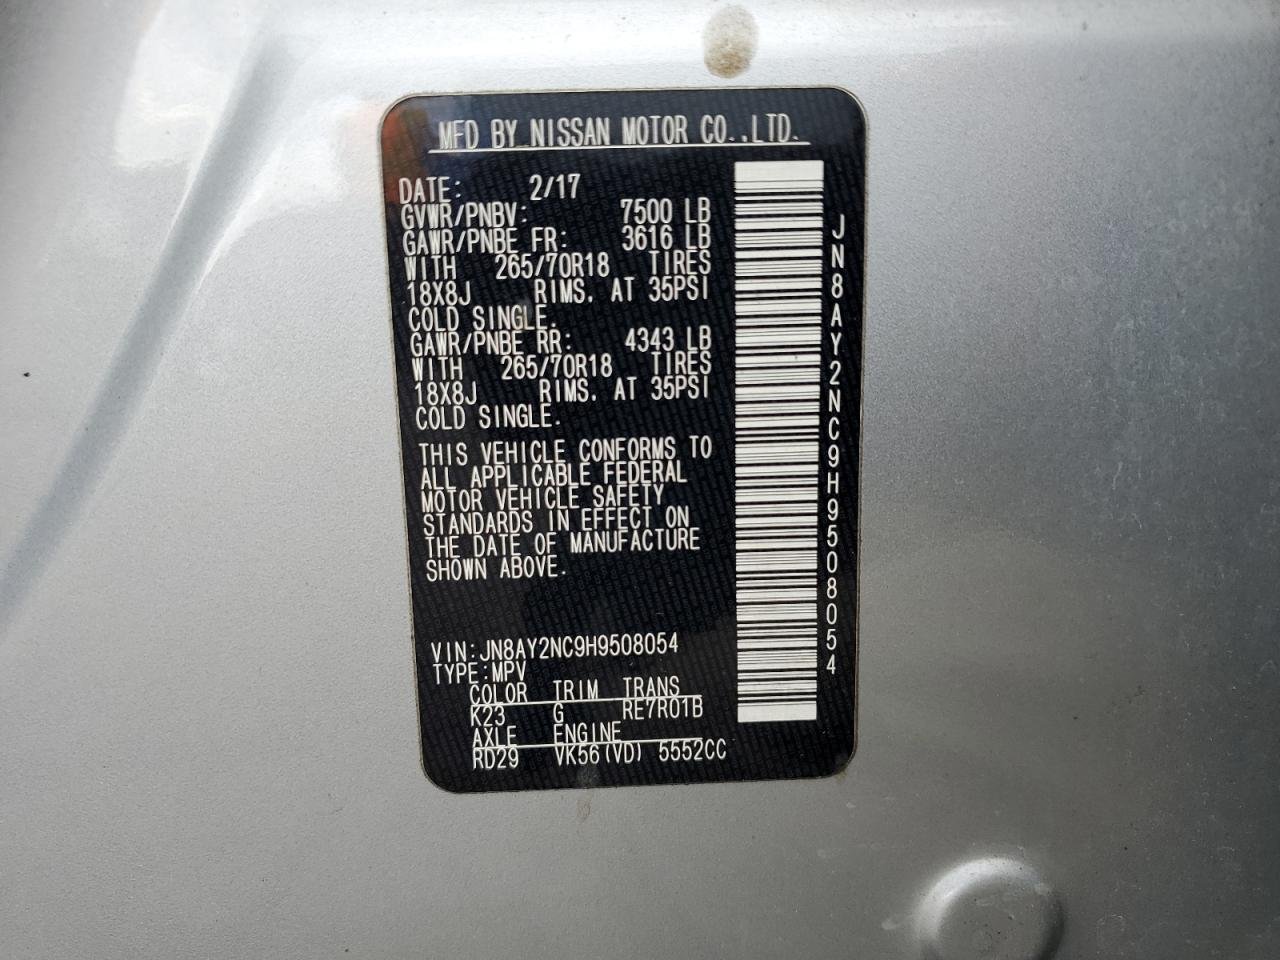 MFD BY NISSAN MOTOR CO.,LTD.
DATE: 2/17
GVWR/PNBV: 7500 LB
GAWR/PNBE FR: 3616 LB
WITH 265/70R18 TIRES
18X8J RIMS. AT 35PSI
COLD SINGLE.
GAWR/PNBE RR: 4343 LB
WITH 265/70R18 TIRES
18X8J RIMS. AT 35PSI
COLD SINGLE.
THIS VEHICLE CONFORMS TO
ALL APPLICABLE FEDERAL
MOTOR VEHICLE SAFETY
STANDARDS IN EFFECT ON
THE DATE OF MANUFACTURE
SHOWN ABOVE.
VIN:JN8AY2NC9H9508054
TYPE:MPV
COLOR TRIM TRANS
K23 G RE7R01B
AXLE ENGINE
RD29 VK56(VD) 5552CC
JN8AY2NC9H9508054